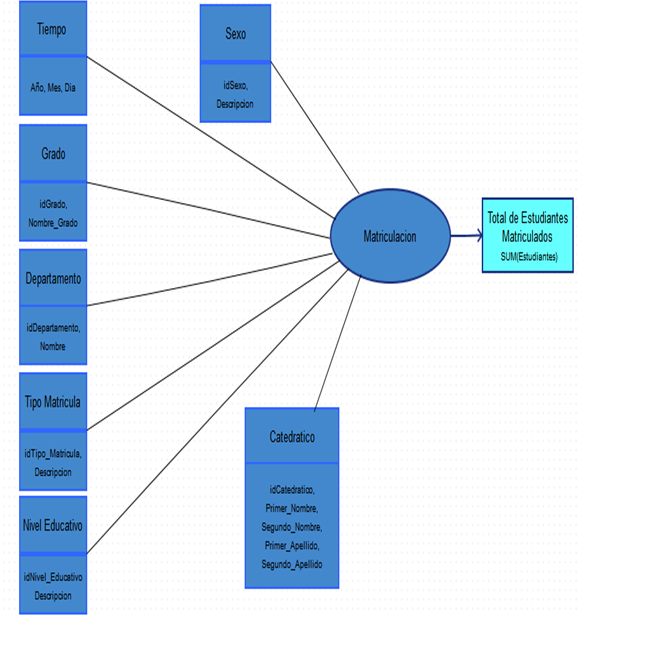 Tiempo
Año, Mes, Dia
Sexo
idSexo,
Descripcion
Grado
idGrado,
Nombre_Grado
Departamento
idDepartamento,
Nombre
Tipo Matricula
idTipo_Matricula,
Descripcion
Nivel Educativo
idNivel_Educativo
Descripcion
Catedratico
idCatedratico,
Primer_Nombre,
Segundo_Nombre,
Primer_Apellido,
Segundo_Apellido
Matriculacion
Total de Estudiantes
Matriculados
SUM(Estudiantes)